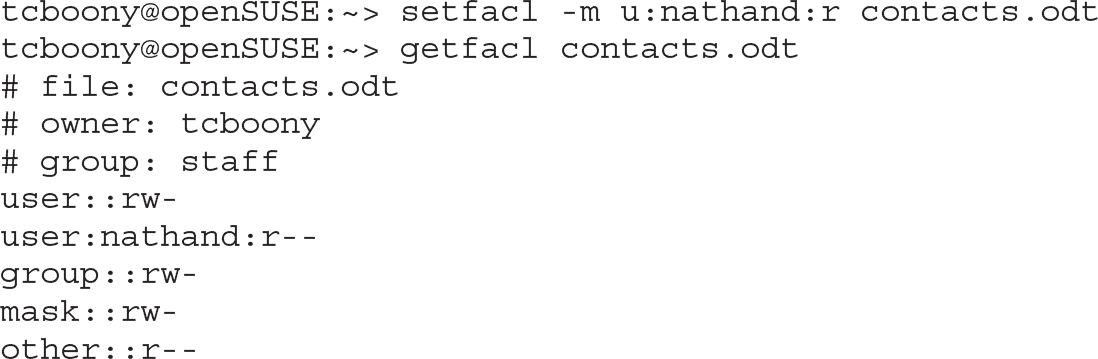 tcboony@openSUSE:~> setfacl -m u:nathand:r contacts.odt
tcboony@openSUSE:~> getfacl contacts.odt
# file: contacts.odt
# owner: tcboony
# group: staff
user::rw-
user:nathand:r--
group::rw-
mask::rw-
other::r--